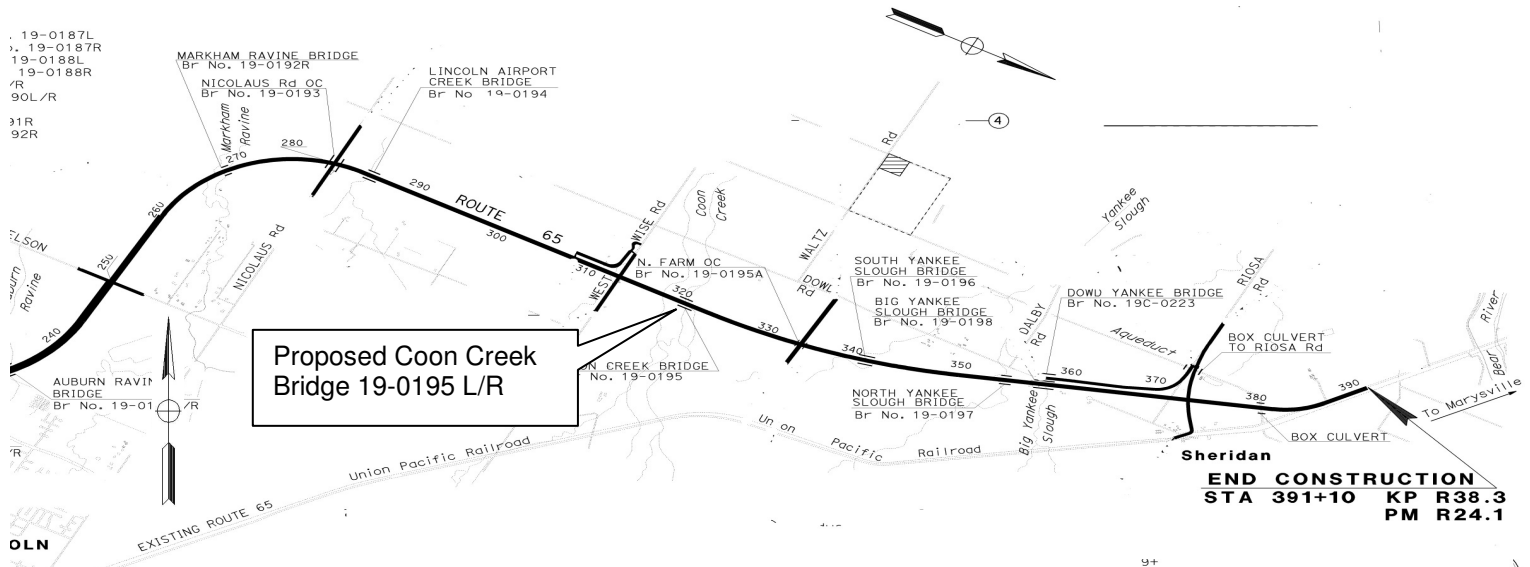 . 19-0187L
o. 19-0187R
19-0188L
19-0188R
/R
90L/R
91R
92R
MARKHAM RAVINE BRIDGE
Br No. 19-0192R
NICOLAUS Rd OC
Br No. 19-0193
LINCOLN AIRPORT
CREEK BRIDGE
Br No 19-0194
Markham
Ravine
270
280
290
ROUTE 65
300
310
260
250
240
ELSON
Ravine
NICOLAUS Rd
WEST WISE Rd
Coon
Creek
N. FARM OC
Br No. 19-0195A
320
330
Rd
WALTZ
Rd
4
Yankee
Slough
SOUTH YANKEE
SLOUGH BRIDGE
Br No. 19-0196
BIG YANKEE
SLOUGH BRIDGE
Br No. 19-0198
340
350
DALBY
Rd
DOWD YANKEE BRIDGE
Br No. 19C-0223
Aqueduct
360
370
RIOSA
Rd
BOX CULVERT
TO RIOSA Rd
380
390
River
Bear
To Marysville
BOX CULVERT
NORTH YANKEE
SLOUGH BRIDGE
Br No. 19-0197
Big Yankee
Slough
Proposed Coon Creek
Bridge 19-0195 L/R
ON CREEK BRIDGE
No. 19-0195
AUBURN RAVIN
BRIDGE
Br No. 19-01 /R
/R
Union Pacific Railroad
Un on Pacific Railroad
EXISTING ROUTE 65
OLN
Sheridan
END CONSTRUCTION
STA 391+10 KP R38.3
PM R24.1
9+